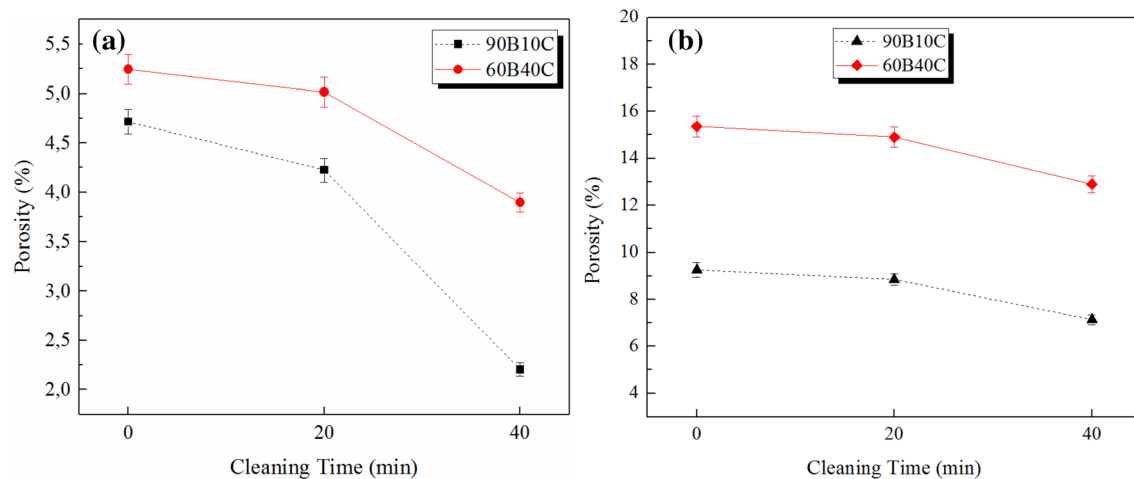 (a)
90B10C
60B40C
5,5
5,0
4,5
4,0
3,5
3,0
2,5
2,0
Porosity (%)
0
20
40
Cleaning Time (min)
(b)
90B10C
60B40C
20
18
16
14
12
10
8
6
4
Porosity (%)
0
20
40
Cleaning Time (min)